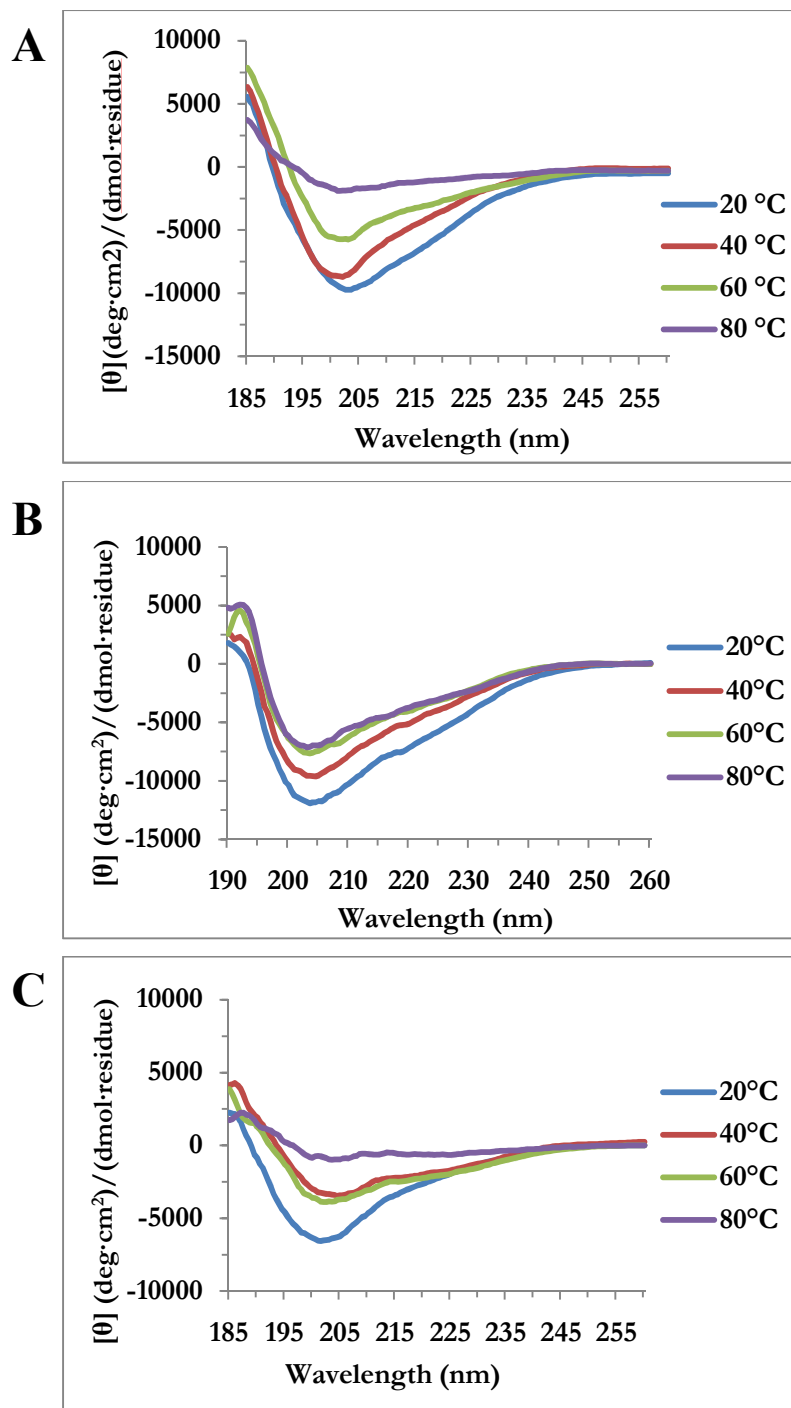 A
10000
5000
0
-5000
-10000
-15000
[θ](deg·cm2)/(dmol·residue)
185 195 205 215 225 235 245 255
Wavelength (nm)
20 °C
40 °C
60 °C
80 °C
B
10000
5000
0
-5000
-10000
-15000
[θ] (deg·cm²)/(dmol·residue)
190 200 210 220 230 240 250 260
Wavelength (nm)
20°C
40°C
60°C
80°C
C
10000
5000
0
-5000
-10000
[θ] (deg·cm²)/(dmol·residue)
185 195 205 215 225 235 245 255
Wavelength (nm)
20°C
40°C
60°C
80°C